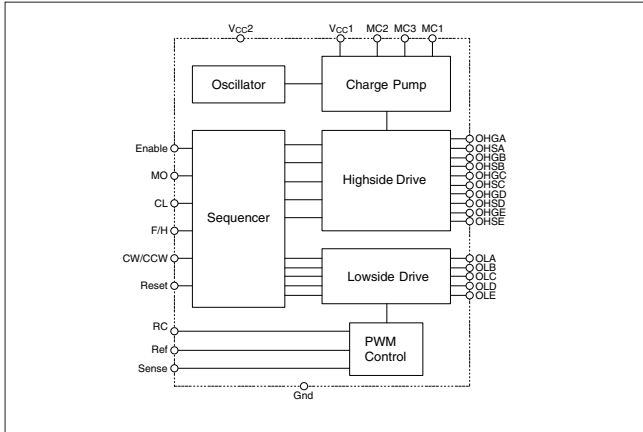 VCC2
VCC1 MC2 MC3 MC1
Oscillator
Charge Pump
Enable
MO
CL
F/H
CW/CCW
Reset
Sequencer
Highside Drive
OHGA
OHSA
OHGB
OHSB
OHGC
OHSC
OHGD
OHSD
OHGE
OHSE
Lowside Drive
OLA
OLB
OLC
OLD
OLE
RC
Ref
Sense
PWM
Control
Gnd